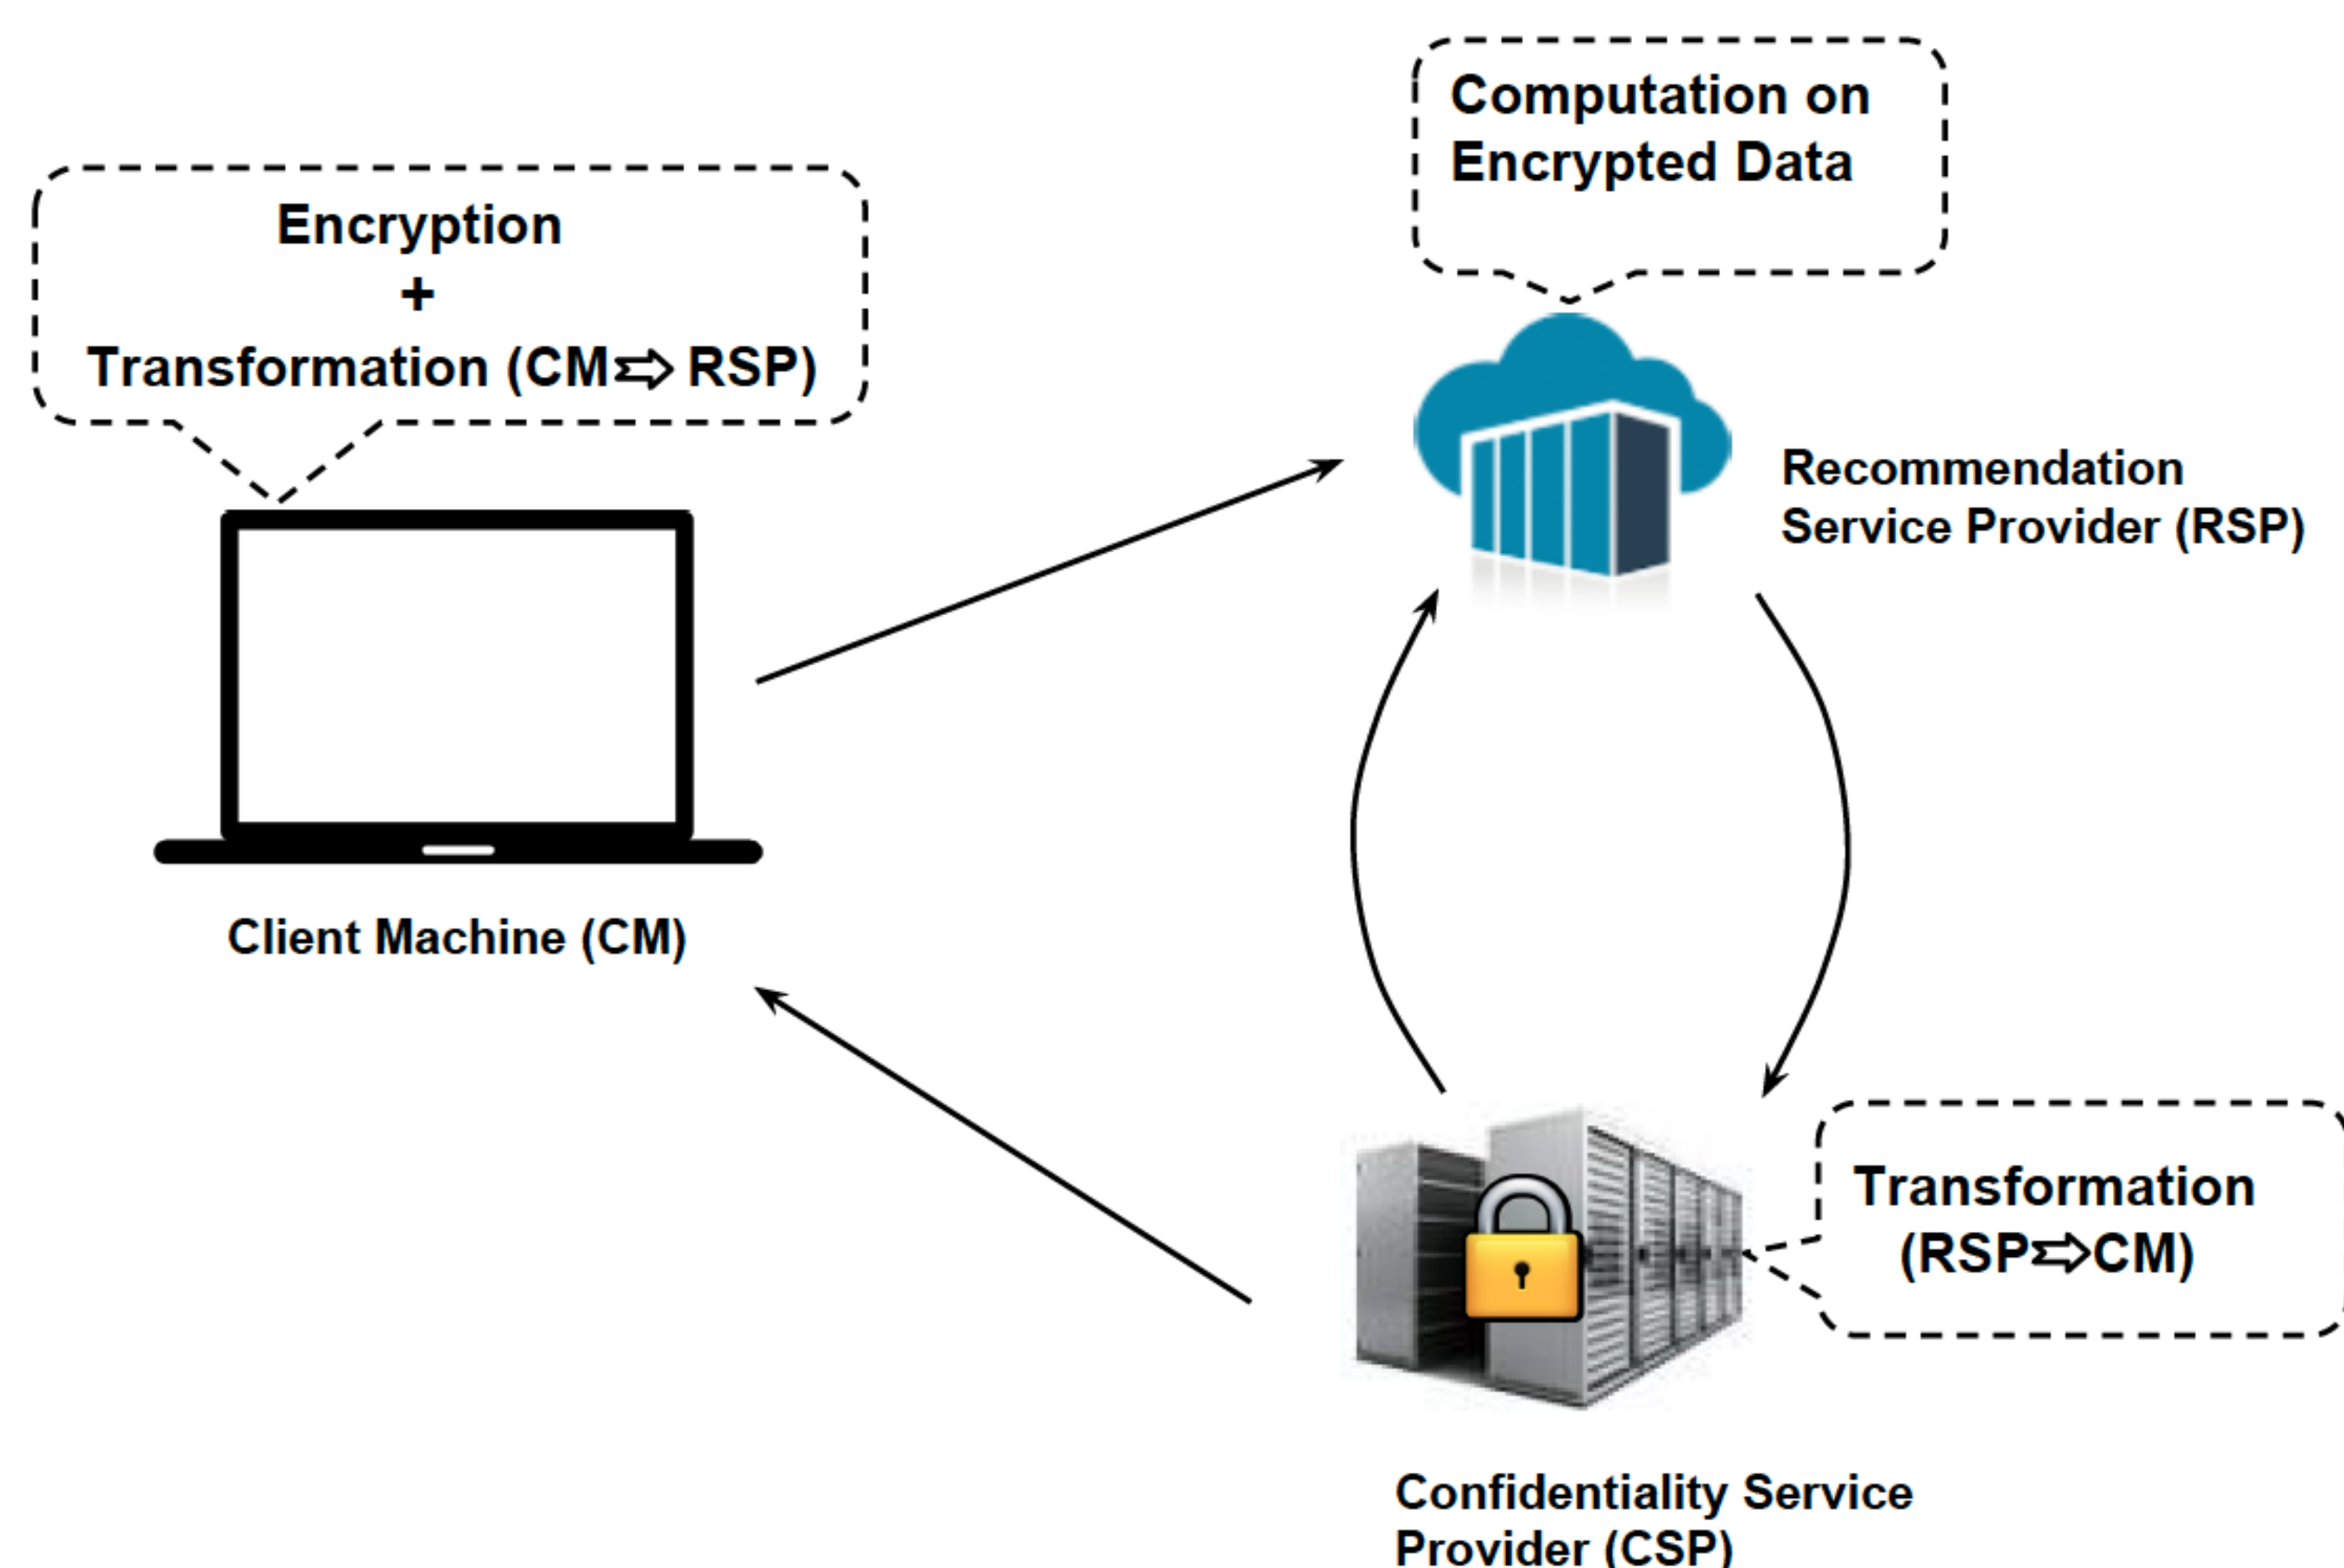 Encryption
+
Transformation (CM⇨ RSP)
Computation on
Encrypted Data
Recommendation
Service Provider (RSP)
Client Machine (CM)
Transformation
(RSP⇨CM)
Confidentiality Service
Provider (CSP)